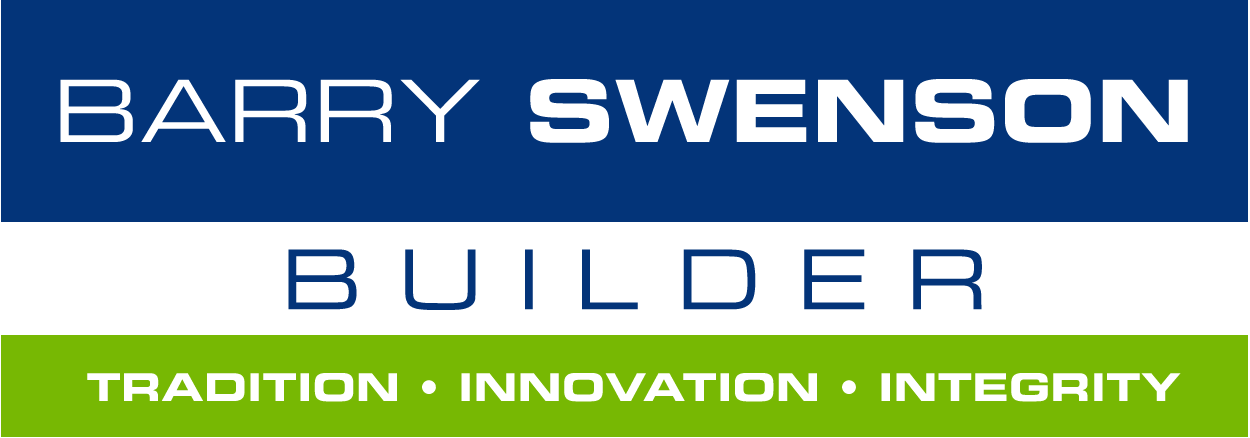 BARRY SWENSON
BUILDER
TRADITION • INNOVATION • INTEGRITY